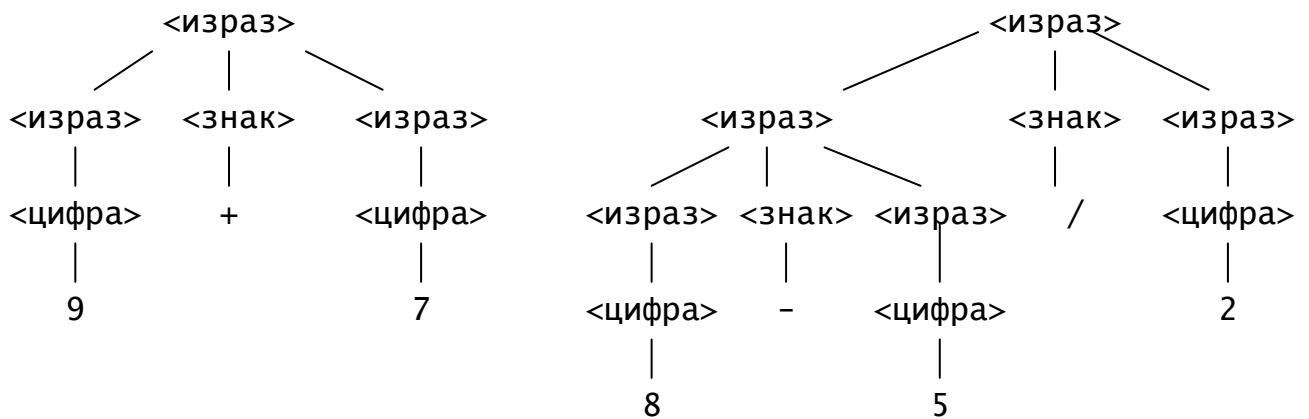 <израз> <израз>
<израз> <знак> <израз> <израз> <знак> <израз>
<цифра> + <цифра> <израз> <знак> <израз> / <цифра>
9 7 <цифра> - <цифра> 2
8 5